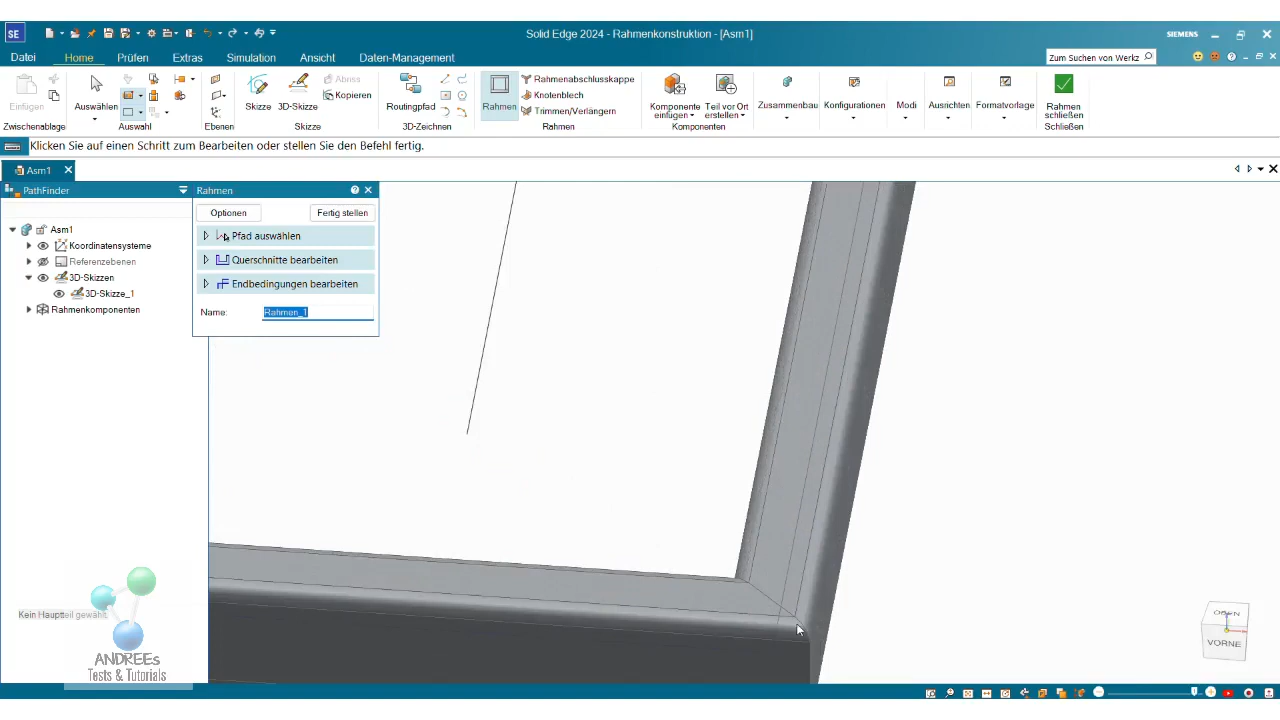 SE
Solid Edge 2024 - Rahmenkonstruktion - [Asm1]
SIEMENS
Datei Home Prüfen Extras Simulation Ansicht Daten-Management
Zum Suchen von Werkz
Einfügen
Zwischenablage
Auswählen
Auswahl
Ebenen
Skizze
3D-Skizze
Abriss
Kopieren
Skizze
Routingpfad
3D-Zeichnen
Rahmen
Rahmenabschlusskappe
Knotenblech
Trimmen/Verlängern
Rahmen
Komponente einfügen
Teil vor Ort erstellen
Komponenten
Zusammenbau
Konfigurationen
Modi
Ausrichten
Formatvorlage
Rahmen schließen
Schließen
Klicken Sie auf einen Schritt zum Bearbeiten oder stellen Sie den Befehl fertig.
Asm1
PathFinder
Asm1
Koordinatensysteme
Referenzebenen
3D-Skizzen
3D-Skizze_1
Rahmenkomponenten
Rahmen
Optionen
Fertig stellen
Pfad auswählen
Querschnitte bearbeiten
Endbedingungen bearbeiten
Name: Rahmen_1
Kein Hauptteil gewählt
ANDREEs
Tests & Tutorials
OBEN
VORNE